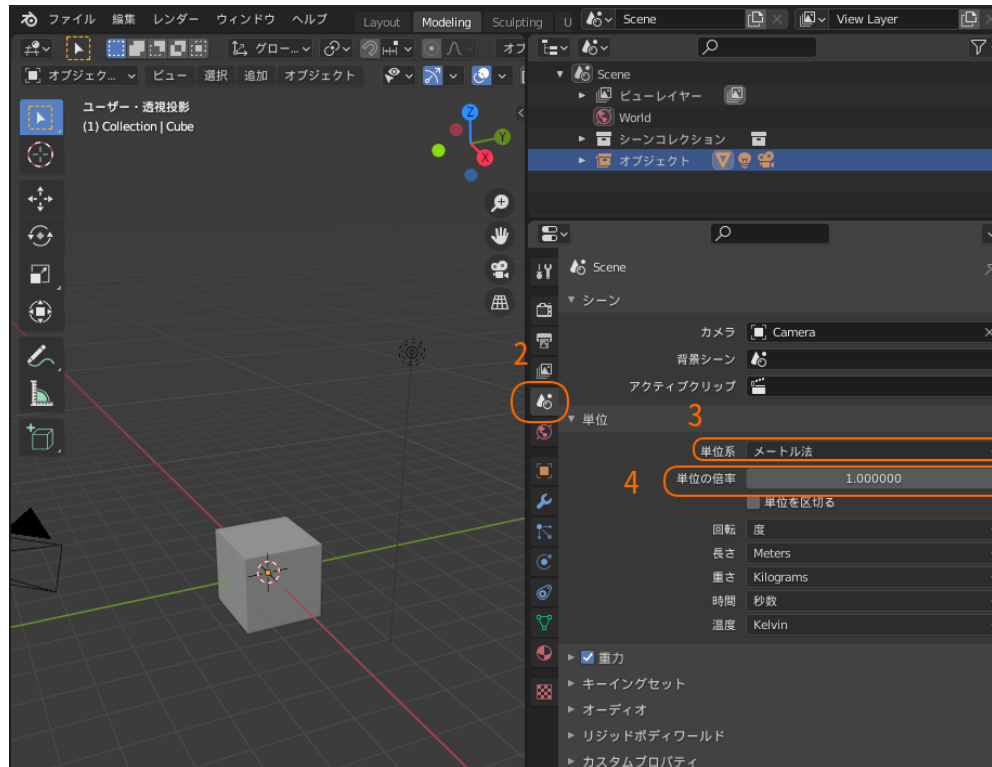 ファイル 編集 レンダー ウィンドウ ヘルプ Layout Modeling Sculpting U Scene View Layer
グロー... オブ
オブジェク... ビュー 選択 追加 オブジェクト
ユーザー・透視投影
(1) Collection | Cube
Z
Y
X
Scene
ビューレイヤー
World
シーンコレクション
オブジェクト
Scene
シーン
カメラ Camera
背景シーン
アクティブクリップ
2
単位
3
単位系 メートル法
4
単位の倍率 1.000000
単位を区切る
回転 度
長さ Meters
重さ Kilograms
時間 秒数
温度 Kelvin
重力
キーイングセット
オーディオ
リジッドボディワールド
カスタムプロパティ